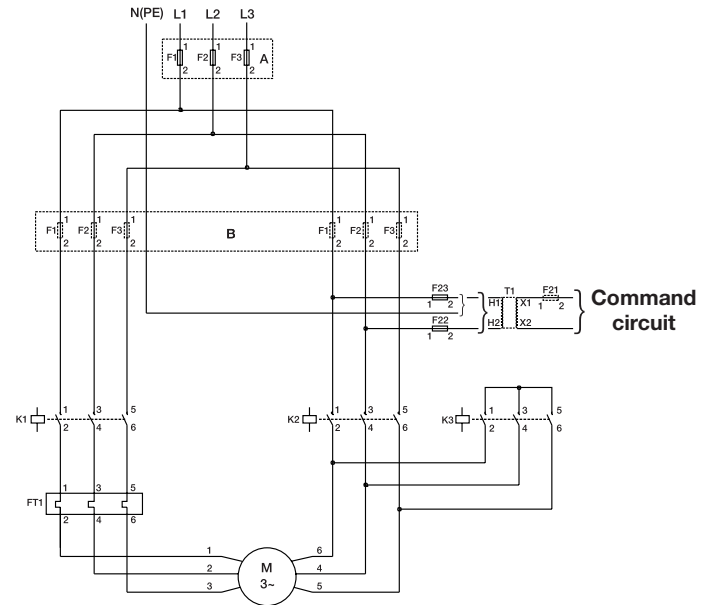 N(PE) L1 L2 L3
1 1 1
F1 F2 F3 A
2 2 2
1 1 1 1 1 1
F1 F2 F3 B F1 F2 F3
2 2 2 2 2 2
F23 T1 F21
1 2 H1 X1 1 2
Command
circuit
F22 H2 X2
1 2
1 3 5 1 3 5 1 3 5
K1 K2 K3
2 4 6 2 4 6 2 4 6
1 3 5
FT1
2 4 6
1 6
2 M 4
3~
3 5